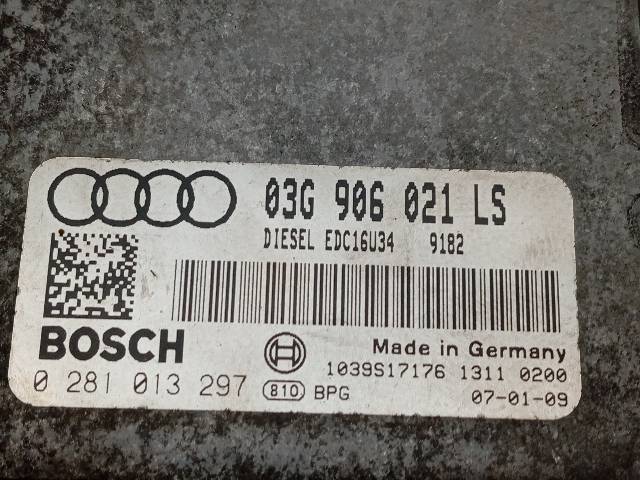 03G 906 021 LS
DIESEL EDC16U34 9182
BOSCH
Made in Germany
1039S17176 1311 0200
0 281 013 297 810 BPG 07-01-09